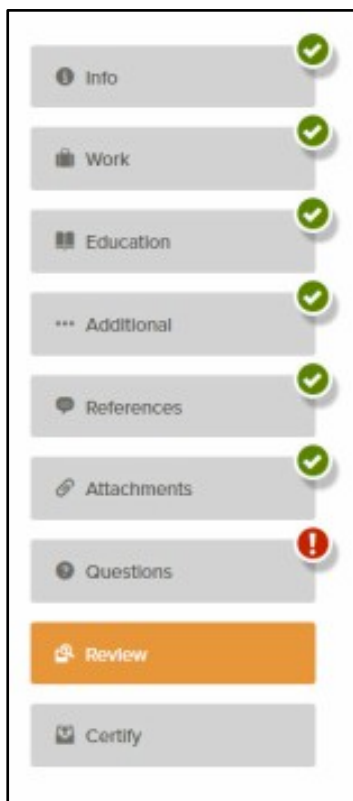 Info
Work
Education
Additional
References
Attachments
Questions
Review
Certify